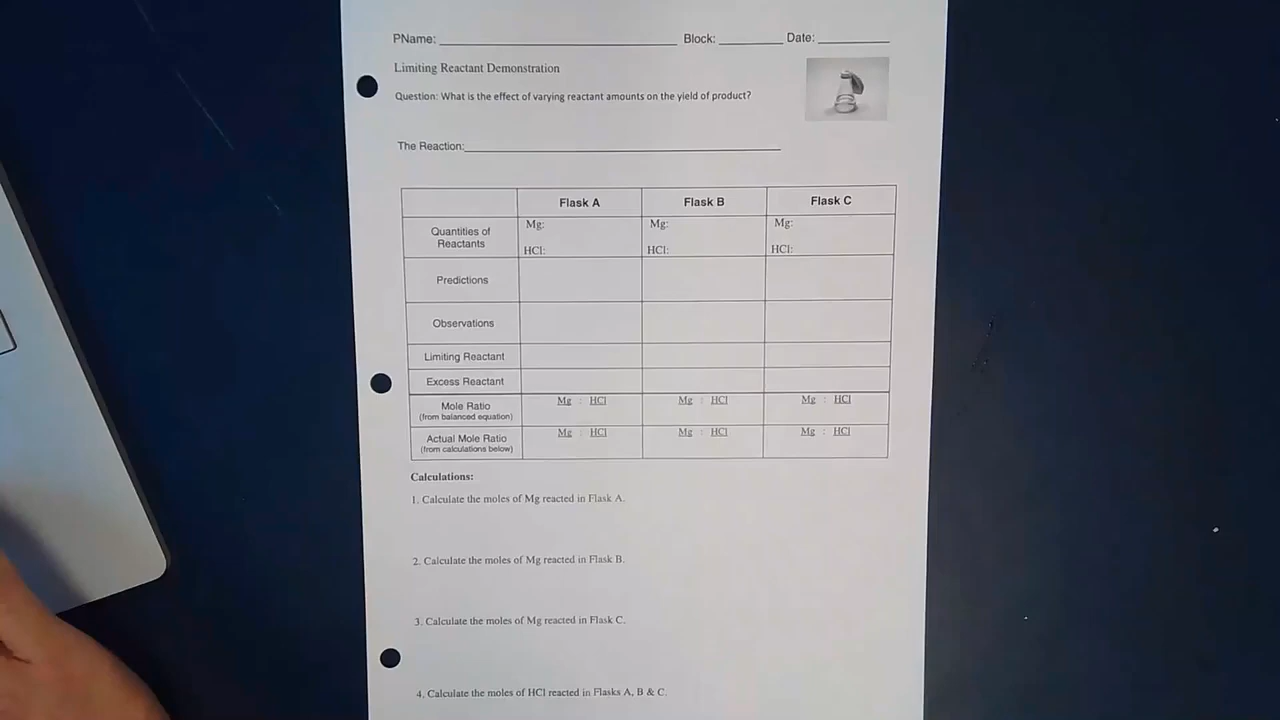 PName: ____________________ Block: ______ Date: ______
Limiting Reactant Demonstration
Question: What is the effect of varying reactant amounts on the yield of product?
The Reaction:____________________
Flask A Flask B Flask C
Quantities of Reactants Mg: Mg: Mg:
HCl: HCl: HCl:
Predictions
Observations
Limiting Reactant
Excess Reactant
Mole Ratio Mg : HCl Mg : HCl Mg : HCl
(from balanced equation)
Actual Mole Ratio Mg : HCl Mg : HCl Mg : HCl
(from calculations below)
Calculations:
1. Calculate the moles of Mg reacted in Flask A.
2. Calculate the moles of Mg reacted in Flask B.
3. Calculate the moles of Mg reacted in Flask C.
4. Calculate the moles of HCl reacted in Flasks A, B & C.